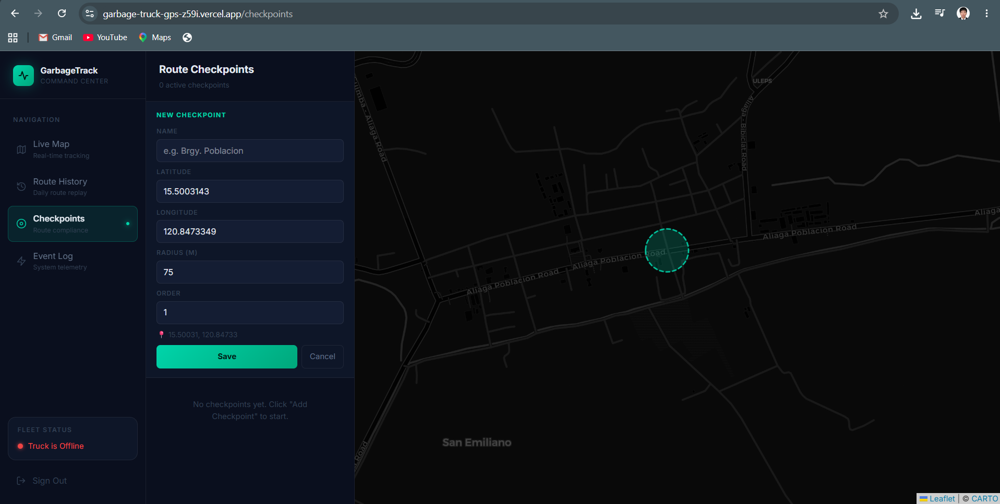 garbage-truck-gps-z59i.vercel.app/checkpoints
Gmail
YouTube
Maps
GarbageTrack
COMMAND CENTER
NAVIGATION
Live Map
Real-time tracking
Route History
Daily route replay
Checkpoints
Route compliance
Event Log
System telemetry
FLEET STATUS
Truck is Offline
Sign Out
Route Checkpoints
0 active checkpoints
NEW CHECKPOINT
NAME
e.g. Brgy. Poblacion
LATITUDE
15.5003143
LONGITUDE
120.8473349
RADIUS (M)
75
ORDER
1
15.50031, 120.84733
Save
Cancel
No checkpoints yet. Click "Add
Checkpoint" to start.
ULEPS
Aliaga Road
Aliaga - Bibiclat Road
Aliaga
Aliaga Poblacion Road
Aliaga Poblacion Road
Aliaga Poblacion Road
San Emiliano
Road
Leaflet | © CARTO